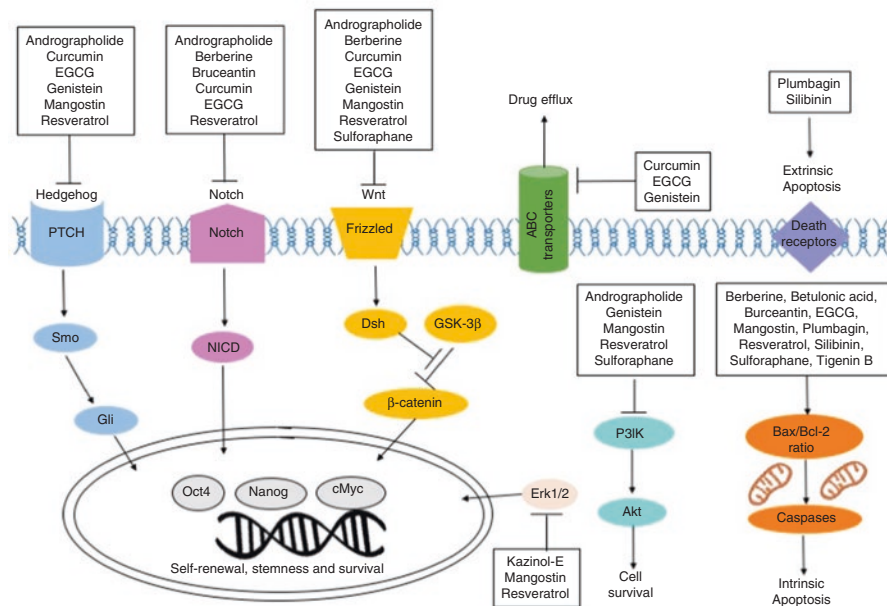 Andrographolide
Curcumin
EGCG
Genistein
Mangostin
Resveratrol
Andrographolide
Berberine
Bruceantin
Curcumin
EGCG
Resveratrol
Andrographolide
Berberine
Curcumin
EGCG
Genistein
Mangostin
Resveratrol
Sulforaphane
Drug efflux
Plumbagin
Silibinin
Curcumin
EGCG
Genistein
Extrinsic
Apoptosis
Hedgehog
Notch
Wnt
PTCH
Notch
Frizzled
ABC
transporters
Death
receptors
Smo
Gli
NICD
Dsh
GSK-3β
β-catenin
Andrographolide
Genistein
Mangostin
Resveratrol
Sulforaphane
Berberine, Betulonic acid,
Burceantin, EGCG,
Mangostin, Plumbagin,
Resveratrol, Silibinin,
Sulforaphane, Tigenin B
P3IK
Akt
Cell
survival
Bax/Bcl-2
ratio
Caspases
Intrinsic
Apoptosis
Oct4
Nanog
cMyc
Self-renewal, stemness and survival
Erk1/2
Kazinol-E
Mangostin
Resveratrol